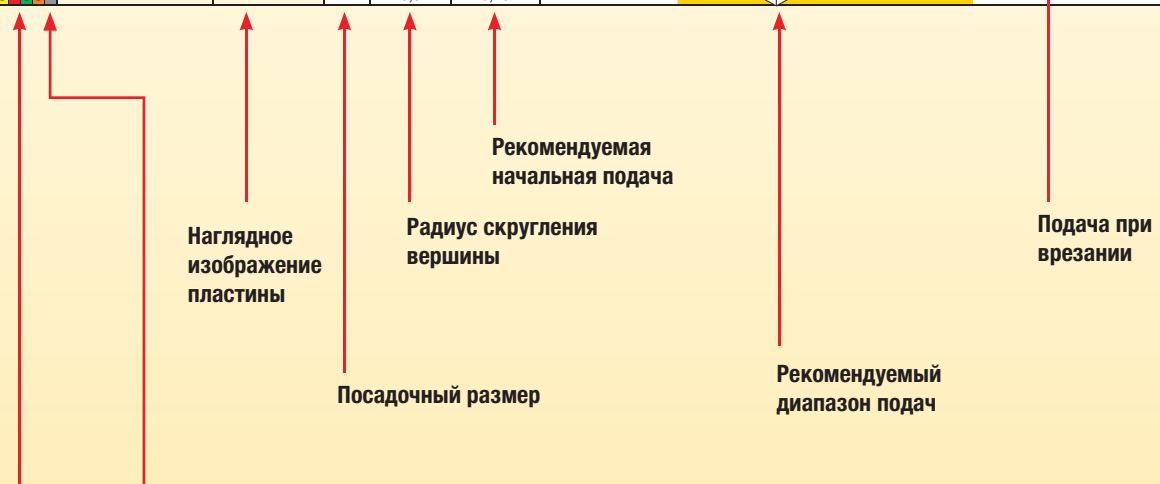 Рекомендуемая
начальная подача
Наглядное
изображение
пластины
Радиус скругления
вершины
Подача при
врезании
Посадочный размер
Рекомендуемый
диапазон подач